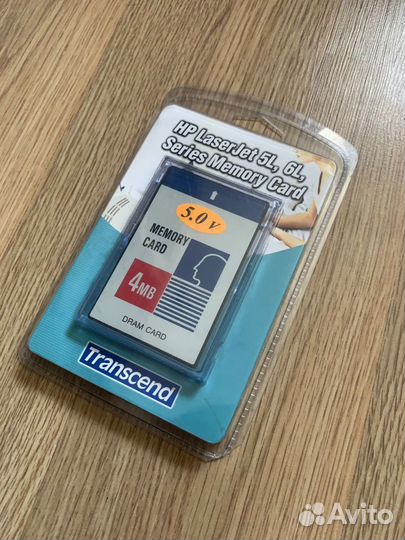 HP LaserJet 5L, 6L,
Series Memory Card
5.0 V
MEMORY
CARD
4MB
DRAM CARD
Transcend
Avito